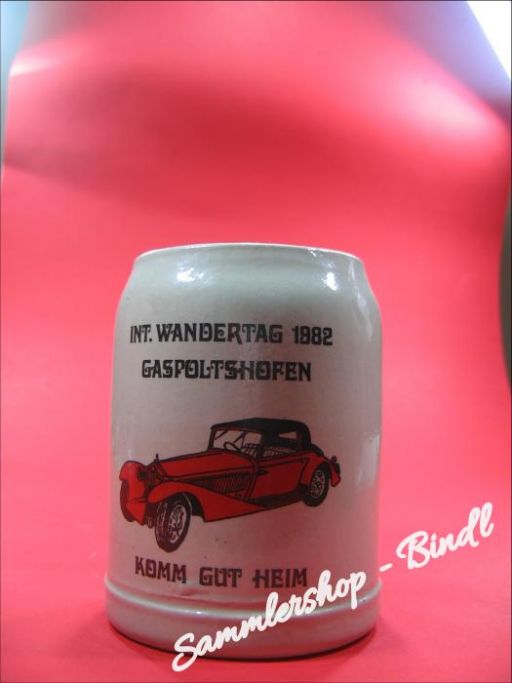 INT. WANDERTAG 1982
GASPOLTSHOFEN
KOMM GUT HEIM
Sammlershop - Bindl